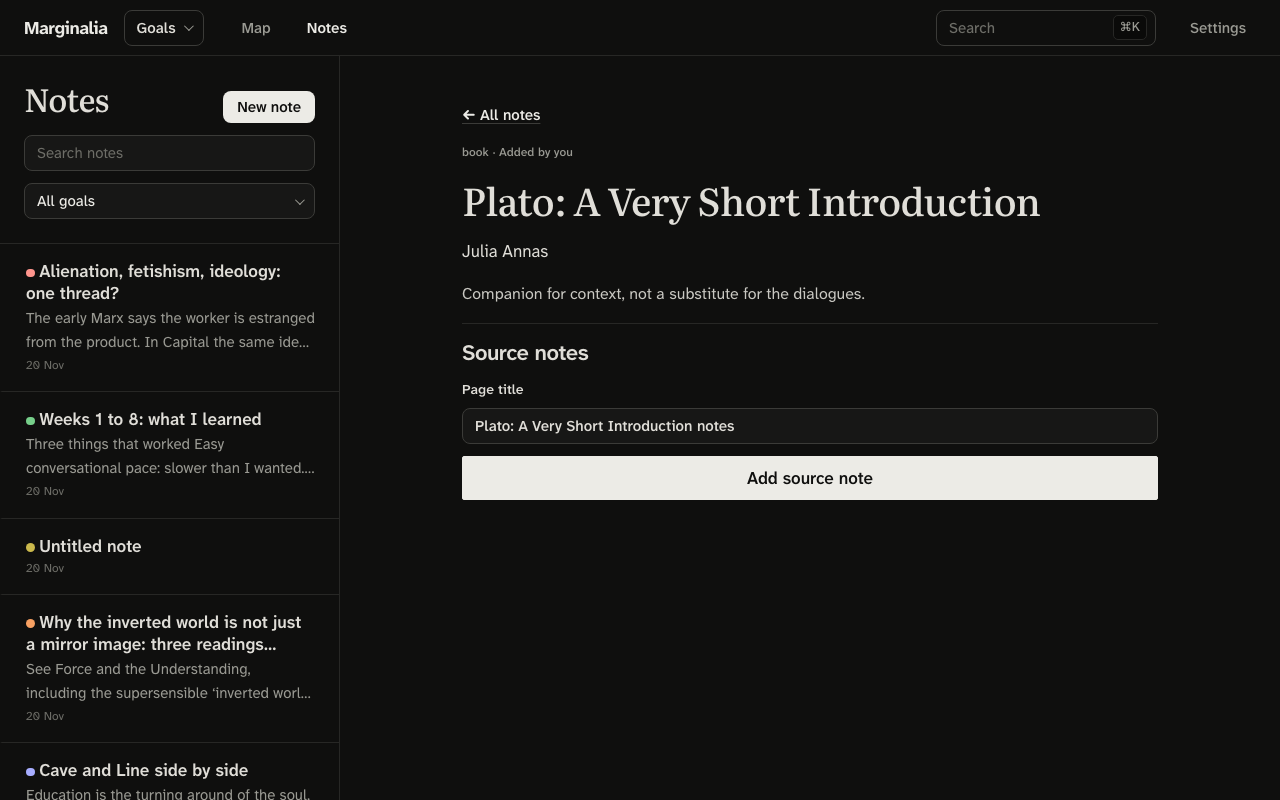 Marginalia
Goals
Map
Notes
Search
⌘K
Settings
Notes
New note
Search notes
All goals
Alienation, fetishism, ideology:
one thread?
The early Marx says the worker is estranged
from the product. In Capital the same ide...
20 Nov
Weeks 1 to 8: what I learned
Three things that worked Easy
conversational pace: slower than I wanted....
20 Nov
Untitled note
20 Nov
Why the inverted world is not just
a mirror image: three readings...
See Force and the Understanding,
including the supersensible ‘inverted worl...
20 Nov
Cave and Line side by side
Education is the turning around of the soul,
← All notes
book · Added by you
Plato: A Very Short Introduction
Julia Annas
Companion for context, not a substitute for the dialogues.
Source notes
Page title
Plato: A Very Short Introduction notes
Add source note